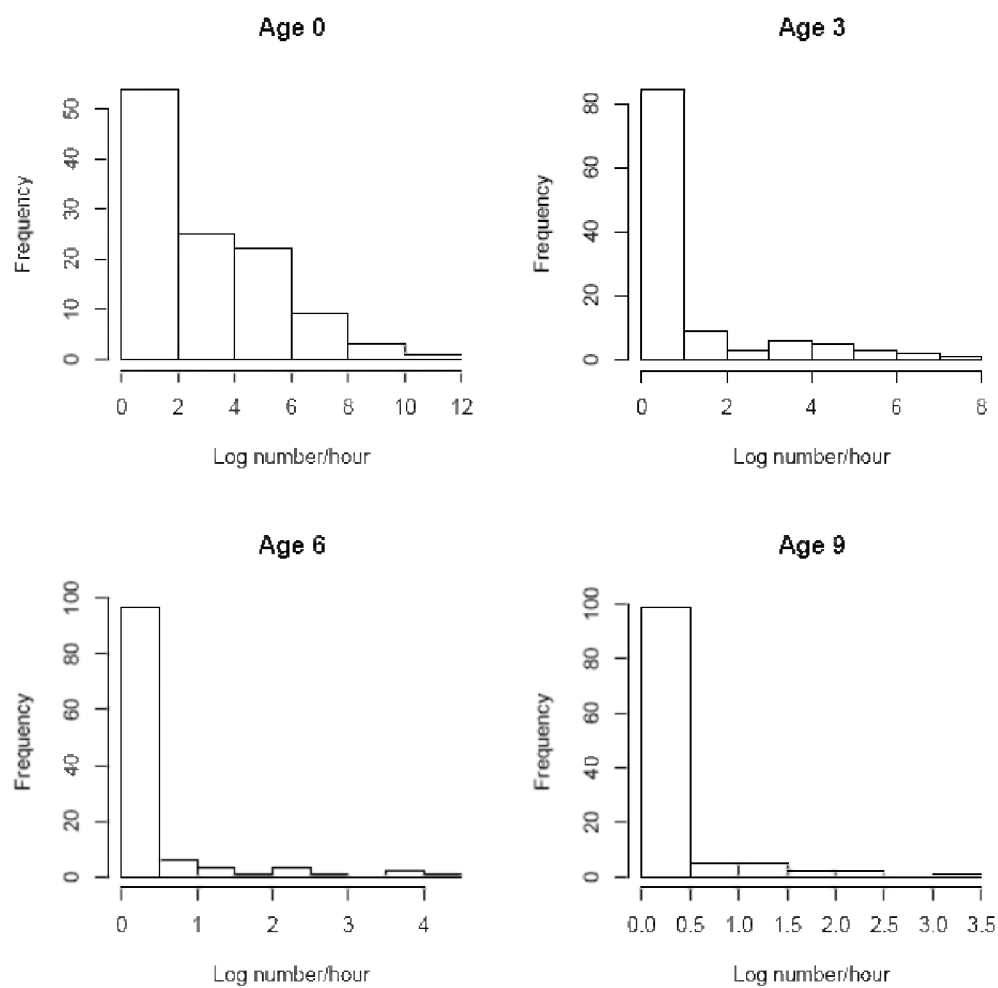 Age 0
Frequency
0 10 20 30 40 50
0 2 4 6 8 10 12
Log number/hour
Age 3
Frequency
0 20 40 60 80
0 2 4 6 8
Log number/hour
Age 6
Frequency
0 20 40 60 80 100
0 1 2 3 4
Log number/hour
Age 9
Frequency
0 20 40 60 80 100
0.0 0.5 1.0 1.5 2.0 2.5 3.0 3.5
Log number/hour